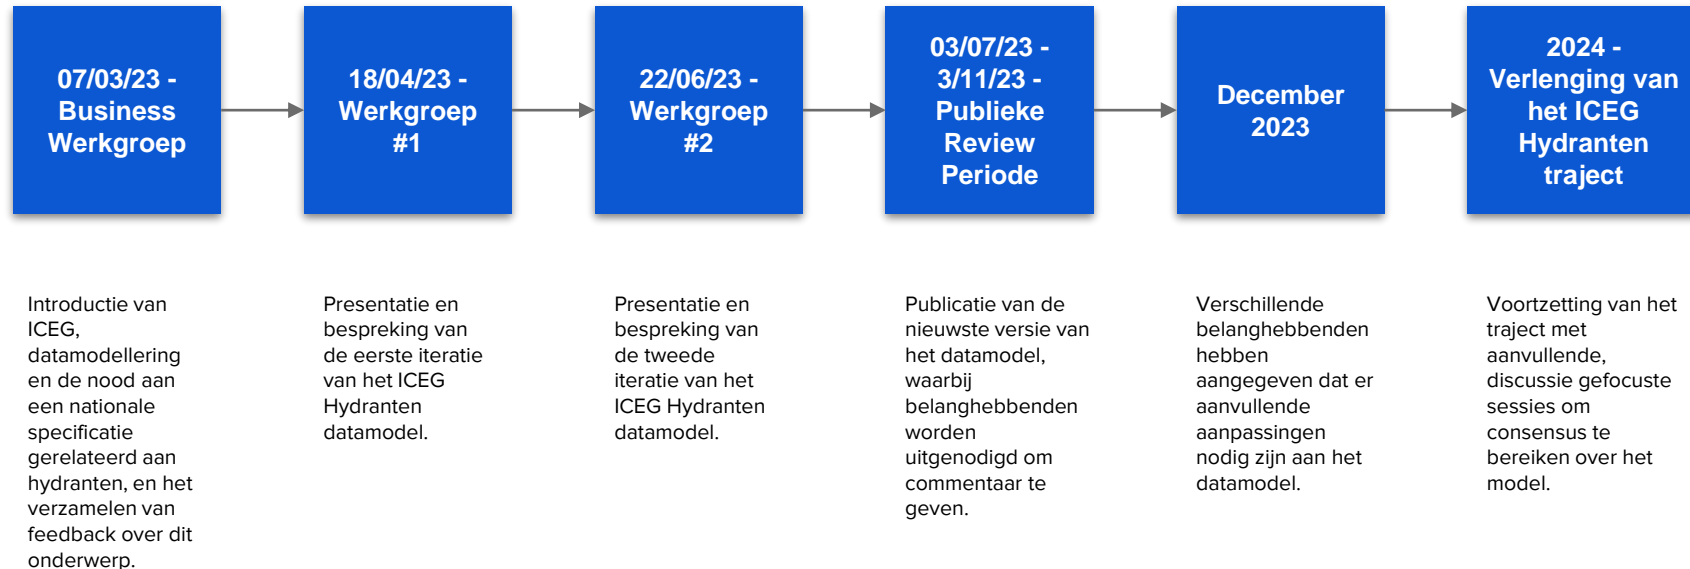 07/03/23 -
Business
Werkgroep
18/04/23 -
Werkgroep
#1
22/06/23 -
Werkgroep
#2
03/07/23 -
3/11/23 -
Publieke
Review
Periode
December
2023
2024 -
Verlenging van
het ICEG
Hydranten
traject
Introductie van
ICEG,
datamodellering
en de nood aan
een nationale
specificatie
gerelateerd aan
hydranten, en het
verzamelen van
feedback over dit
onderwerp.
Presentatie en
bespreking van
de eerste iteratie
van het ICEG
Hydranten
datamodel.
Presentatie en
bespreking van
de tweede
iteratie van het
ICEG Hydranten
datamodel.
Publicatie van de
nieuwste versie van
het datamodel,
waarbij
belanghebbenden
worden
uitgenodigd om
commentaar te
geven.
Verschillende
belanghebbenden
hebben
aangegeven dat er
aanvullende
aanpassingen
nodig zijn aan het
datamodel.
Voortzetting van het
traject met
aanvullende,
discussie gefocuste
sessies om
consensus te
bereiken over het
model.